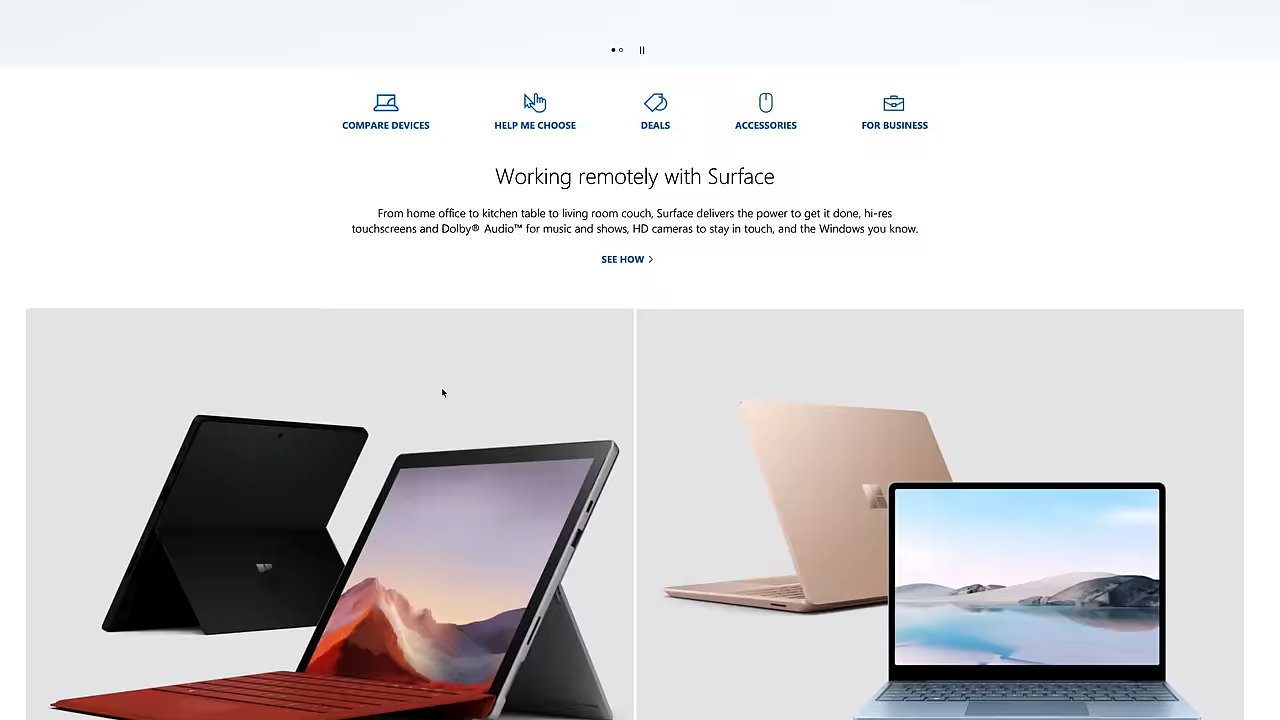 COMPARE DEVICES
HELP ME CHOOSE
DEALS
ACCESSORIES
FOR BUSINESS
Working remotely with Surface
From home office to kitchen table to living room couch, Surface delivers the power to get it done, hi-res
touchscreens and Dolby® Audio™ for music and shows, HD cameras to stay in touch, and the Windows you know.
SEE HOW >